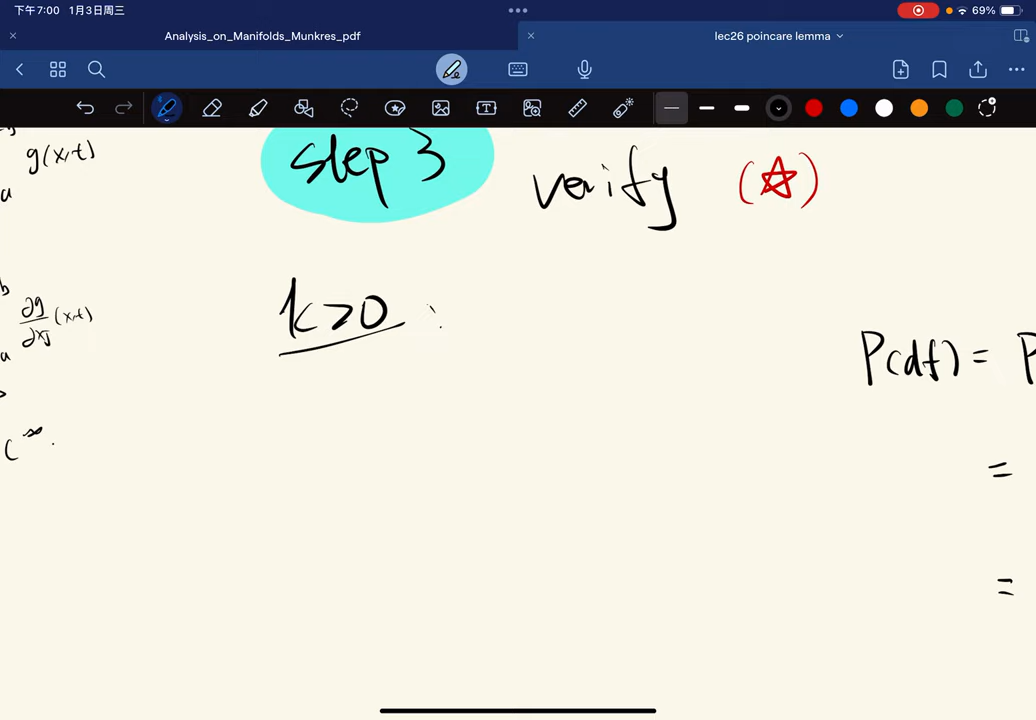 下午7:00 1月3日周三
69%
Analysis_on_Manifolds_Munkres_pdf
lec26 poincare lemma
g(x,t)
a
step 3
verify (☆)
b
∂g/∂xj (x,t)
a
k>0 :
P(df) = P
C^∞.
=
=